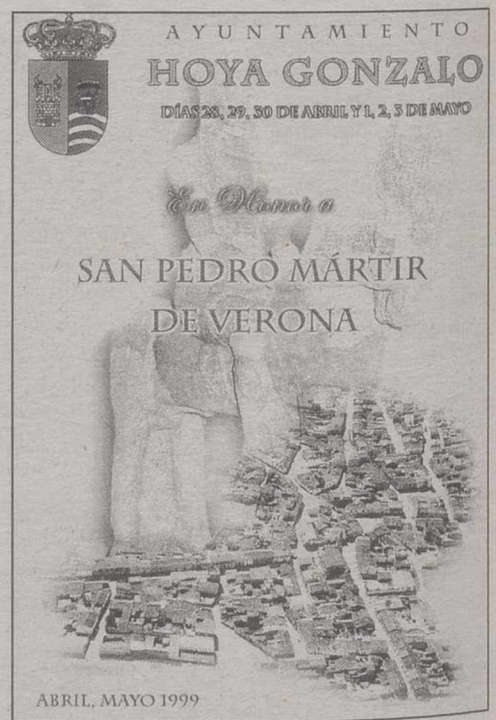 AYUNTAMIENTO
HOYA GONZALO
DÍAS 28, 29, 30 DE ABRIL Y 1, 2, 3 DE MAYO
En Honor a
SAN PEDRO MÁRTIR
DE VERONA
ABRIL, MAYO 1999